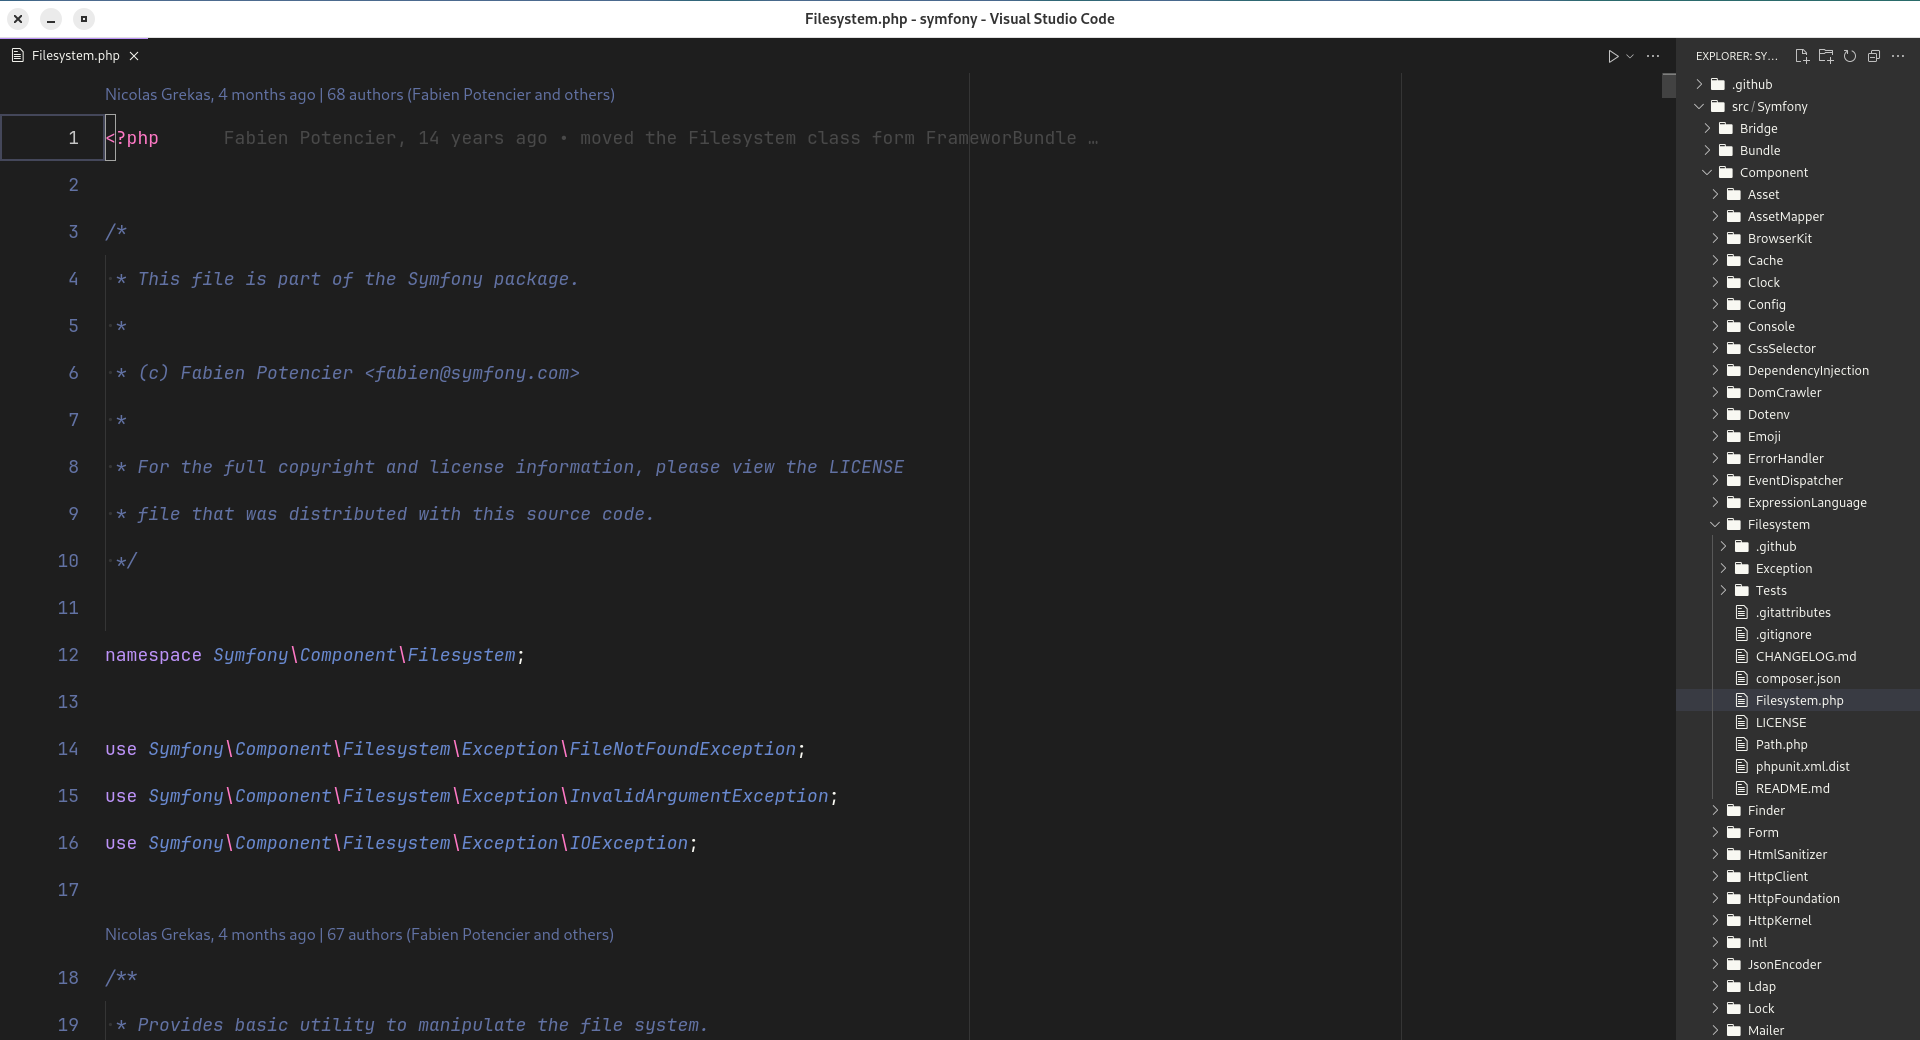 Filesystem.php - symfony - Visual Studio Code
Filesystem.php
Nicolas Grekas, 4 months ago | 68 authors (Fabien Potencier and others)
1 <?php Fabien Potencier, 14 years ago • moved the Filesystem class form FrameworBundle …
2
3 /*
4 * This file is part of the Symfony package.
5 *
6 * (c) Fabien Potencier <fabien@symfony.com>
7 *
8 * For the full copyright and license information, please view the LICENSE
9 * file that was distributed with this source code.
10 */
11
12 namespace Symfony\Component\Filesystem;
13
14 use Symfony\Component\Filesystem\Exception\FileNotFoundException;
15 use Symfony\Component\Filesystem\Exception\InvalidArgumentException;
16 use Symfony\Component\Filesystem\Exception\IOException;
17
Nicolas Grekas, 4 months ago | 67 authors (Fabien Potencier and others)
18 /**
19 * Provides basic utility to manipulate the file system.
EXPLORER: SY...
.github
src/Symfony
Bridge
Bundle
Component
Asset
AssetMapper
BrowserKit
Cache
Clock
Config
Console
CssSelector
DependencyInjection
DomCrawler
Dotenv
Emoji
ErrorHandler
EventDispatcher
ExpressionLanguage
Filesystem
.github
Exception
Tests
.gitattributes
.gitignore
CHANGELOG.md
composer.json
Filesystem.php
LICENSE
Path.php
phpunit.xml.dist
README.md
Finder
Form
HtmlSanitizer
HttpClient
HttpFoundation
HttpKernel
Intl
JsonEncoder
Ldap
Lock
Mailer